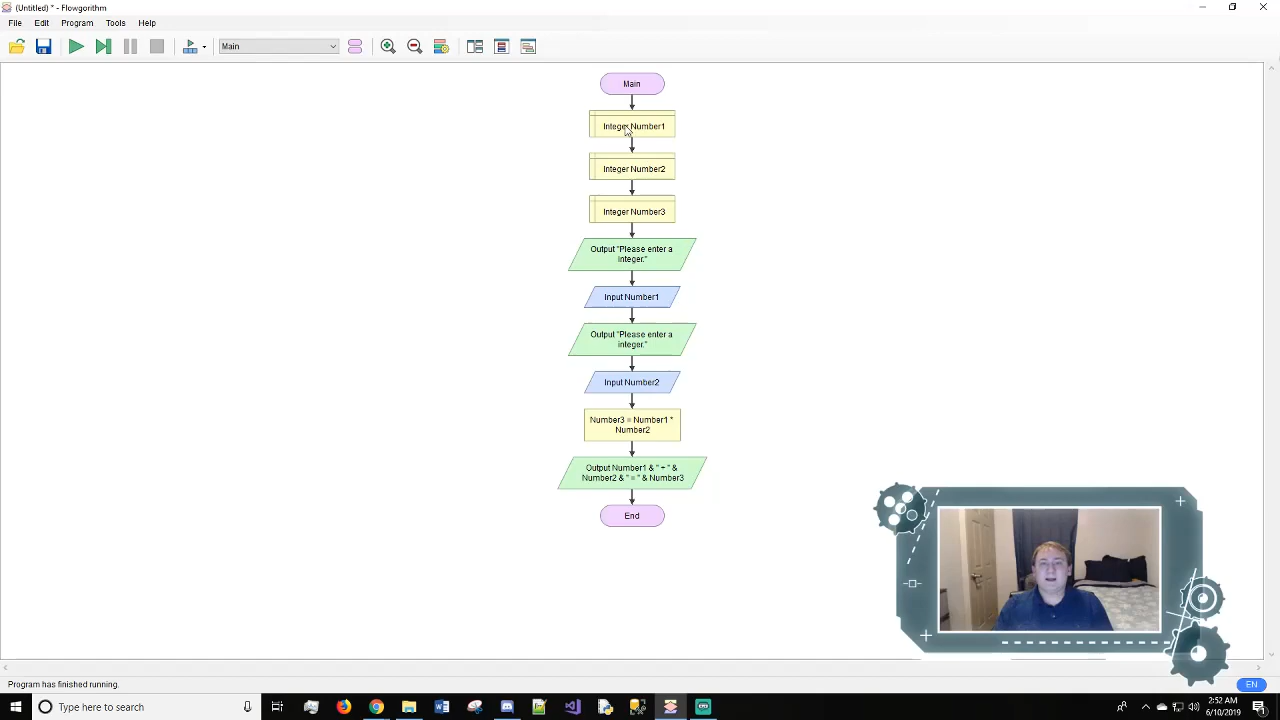 (Untitled) * - Flowgorithm
File Edit Program Tools Help
Main
Main
Integer Number1
Integer Number2
Integer Number3
Output "Please enter a
integer."
Input Number1
Output "Please enter a
integer."
Input Number2
Number3 = Number1 *
Number2
Output Number1 & " + " &
Number2 & " = " & Number3
End
Program has finished running.
EN
Type here to search
2:52 AM
6/10/2019